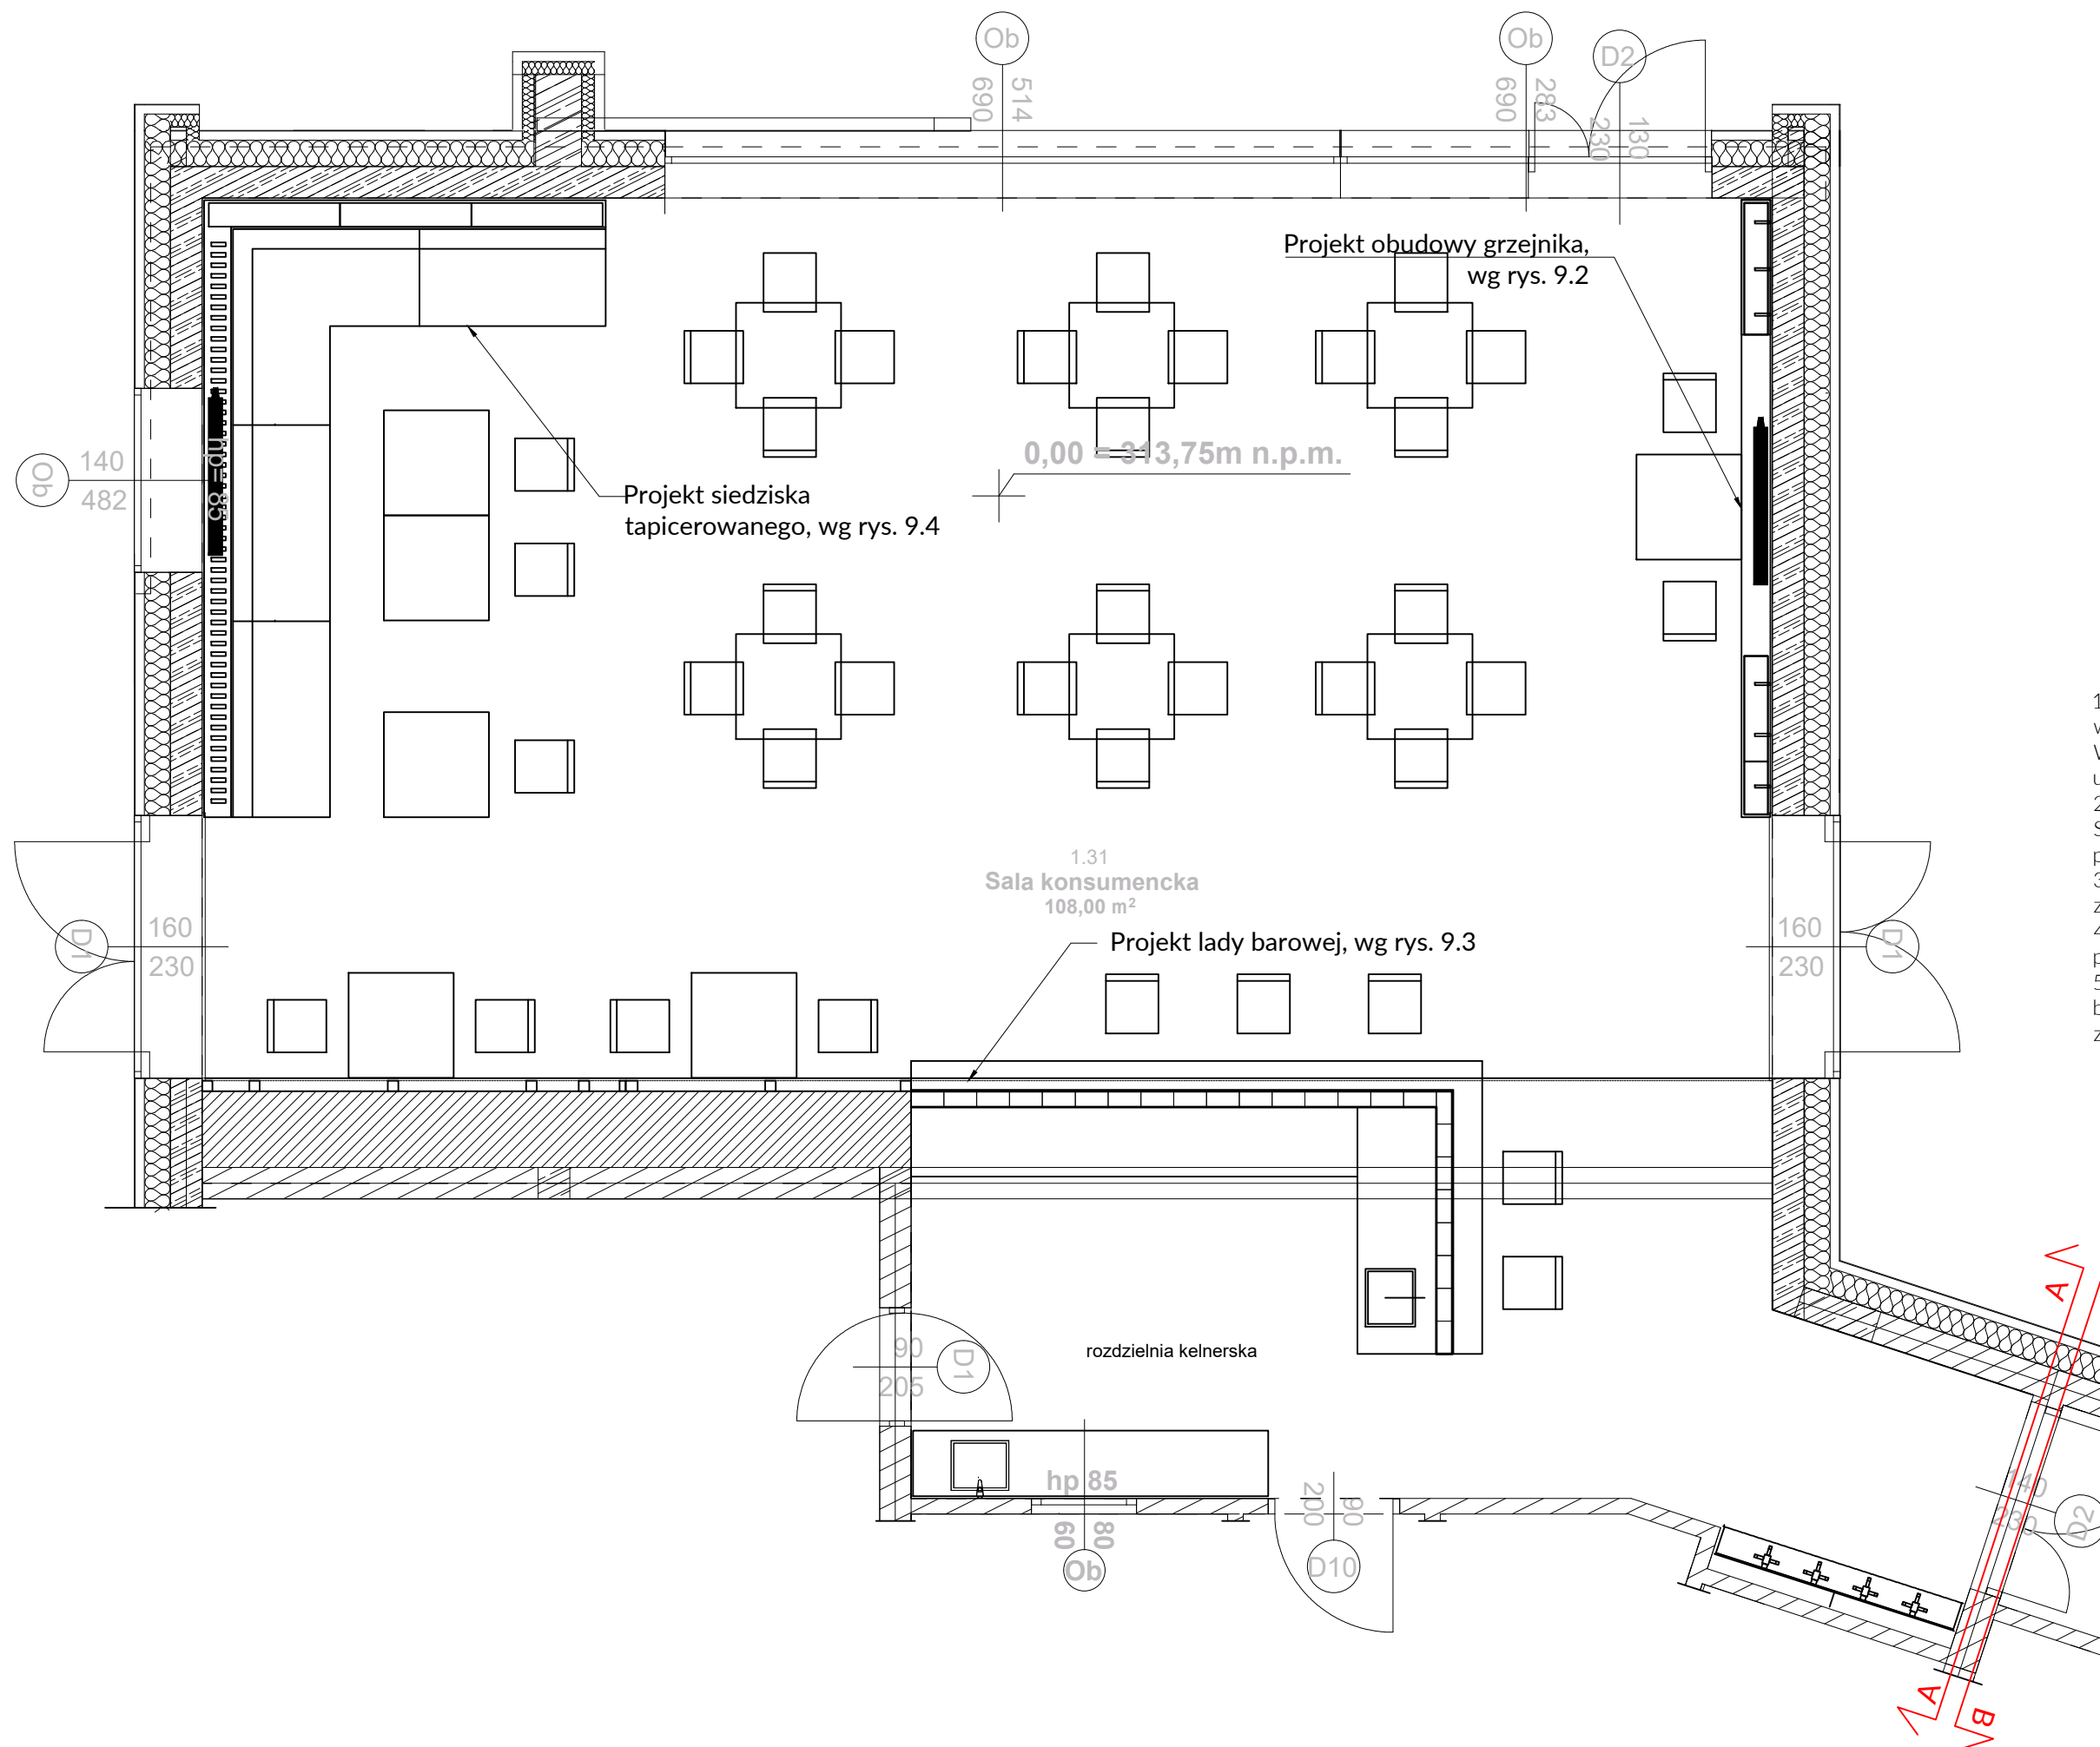 Ob
514
690
Ob
283
690
D2
130
230
Projekt obudowy grzejnika,
wg rys. 9.2
0,00 = 313,75m n.p.m.
Ob
140
482
hp= 85
Projekt siedziska
tapicerowanego, wg rys. 9.4
1.31
Sala konsumencka
108,00 m²
Projekt lady barowej, wg rys. 9.3
D1
160
230
160
230
D1
90
205
D1
rozdzielnia kelnerska
hp 85
80
60
Ob
90
200
D10
140
230
D2
A
A
B